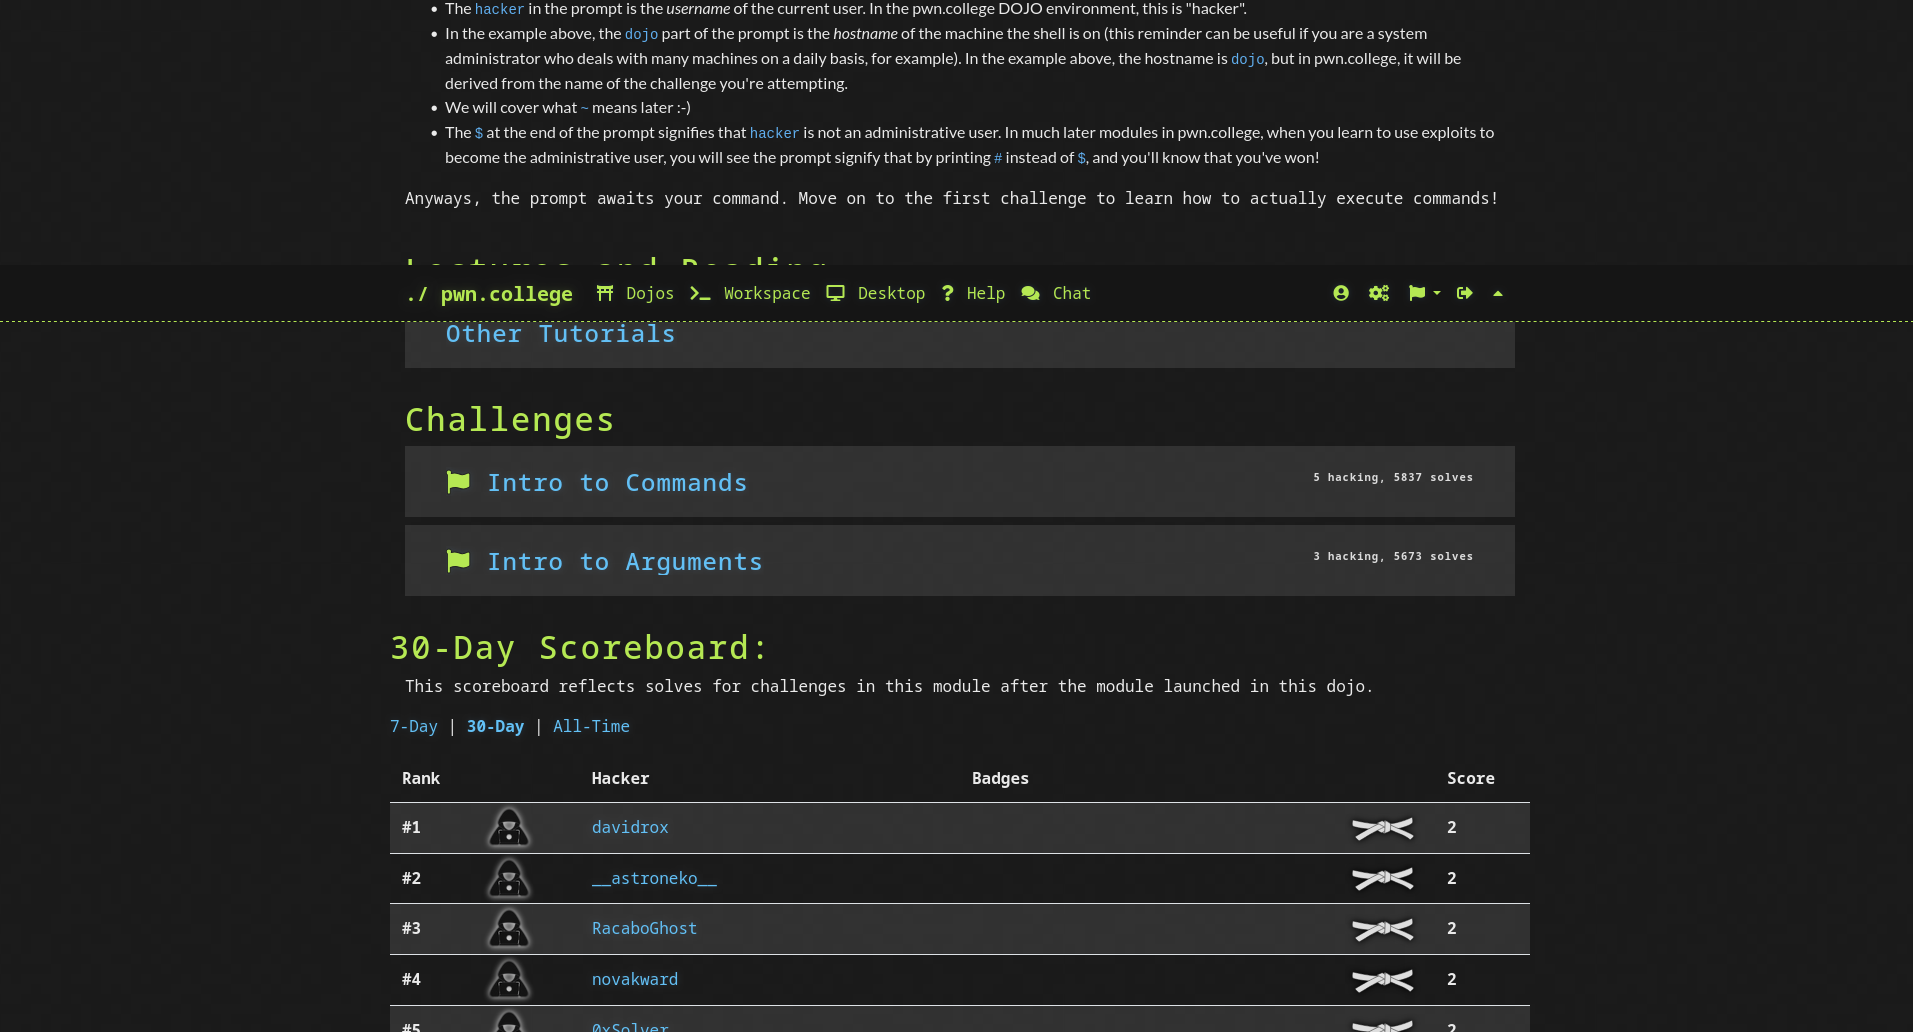 The hacker in the prompt is the username of the current user. In the pwn.college DOJO environment, this is "hacker".
In the example above, the dojo part of the prompt is the hostname of the machine the shell is on (this reminder can be useful if you are a system
administrator who deals with many machines on a daily basis, for example). In the example above, the hostname is dojo, but in pwn.college, it will be
derived from the name of the challenge you're attempting.
We will cover what ~ means later :-)
The $ at the end of the prompt signifies that hacker is not an administrative user. In much later modules in pwn.college, when you learn to use exploits to
become the administrative user, you will see the prompt signify that by printing # instead of $, and you'll know that you've won!
Anyways, the prompt awaits your command. Move on to the first challenge to learn how to actually execute commands!
Lectures and Reading
./ pwn.college Dojos Workspace Desktop Help Chat
Other Tutorials
Challenges
Intro to Commands 5 hacking, 5837 solves
Intro to Arguments 3 hacking, 5673 solves
30-Day Scoreboard:
This scoreboard reflects solves for challenges in this module after the module launched in this dojo.
7-Day | 30-Day | All-Time
Rank Hacker Badges Score
#1 davidrox 2
#2 __astroneko__ 2
#3 RacaboGhost 2
#4 novakward 2
#5 0xSolver 2